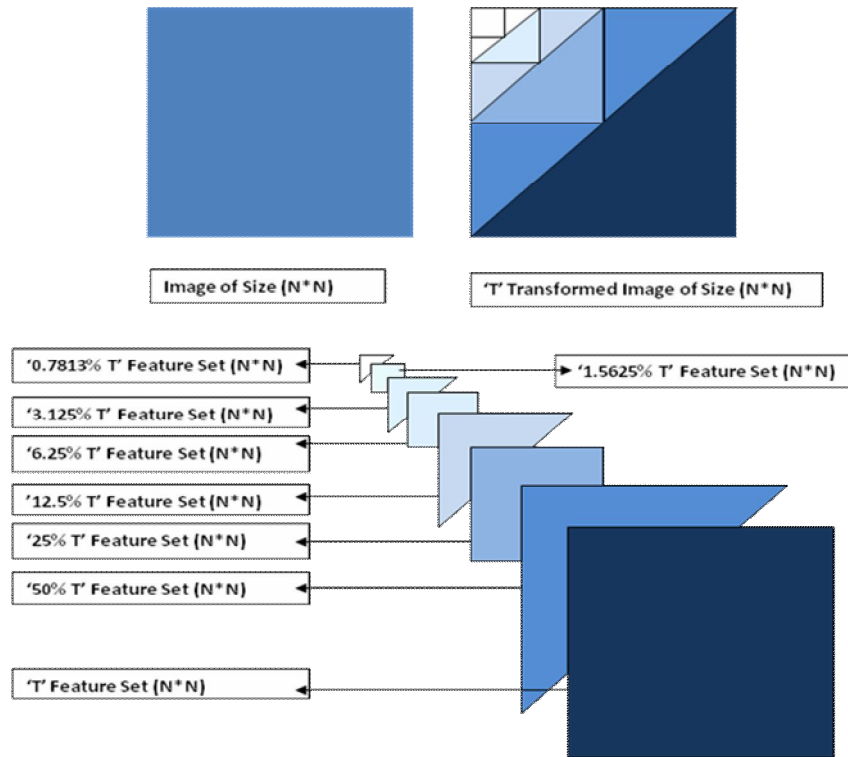 Image of Size (N*N)
‘T’ Transformed Image of Size (N*N)
‘0.7813% T’ Feature Set (N*N)
‘1.5625% T’ Feature Set (N*N)
‘3.125% T’ Feature Set (N*N)
‘6.25% T’ Feature Set (N*N)
’12.5% T’ Feature Set (N*N)
‘25% T’ Feature Set (N*N)
‘50% T’ Feature Set (N*N)
‘T’ Feature Set (N*N)